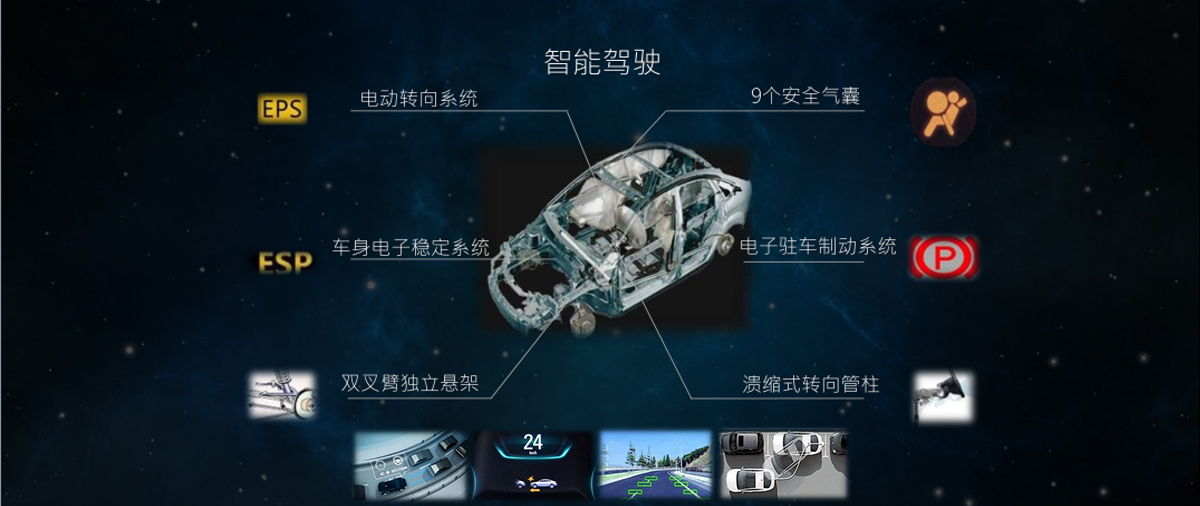 智能驾驶
EPS
电动转向系统
9个安全气囊
ESP
车身电子稳定系统
电子驻车制动系统
P
双叉臂独立悬架
溃缩式转向管柱
24
km/h